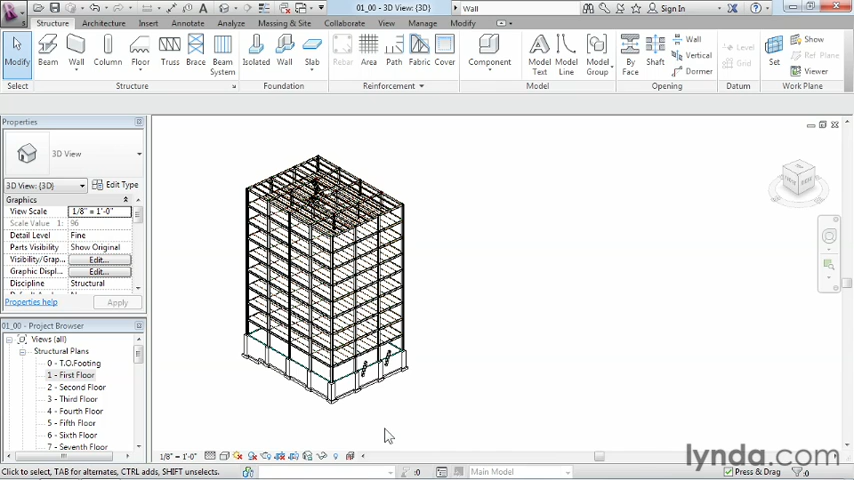 01_00 - 3D View: {3D}
Wall
Sign In
Structure
Architecture
Insert
Annotate
Analyze
Massing & Site
Collaborate
View
Manage
Modify
Modify
Beam
Wall
Column
Floor
Truss
Brace
Beam System
Isolated
Wall
Slab
Rebar
Area
Path
Fabric
Cover
Component
Model Text
Model Line
Model Group
By Face
Shaft
Wall
Vertical
Dormer
Level
Grid
Set
Show
Ref Plane
Viewer
Select
Structure
Foundation
Reinforcement
Model
Opening
Datum
Work Plane
Properties
3D View
3D View: {3D}
Edit Type
Graphics
View Scale
1/8" = 1'-0"
Scale Value 1:
96
Detail Level
Fine
Parts Visibility
Show Original
Visibility/Grap...
Edit...
Graphic Displ...
Edit...
Discipline
Structural
Properties help
Apply
01_00 - Project Browser
Views (all)
Structural Plans
0 - T.O.Footing
1 - First Floor
2 - Second Floor
3 - Third Floor
4 - Fourth Floor
5 - Fifth Floor
6 - Sixth Floor
7 - Seventh Floor
1/8" = 1'-0"
Click to select, TAB for alternates, CTRL adds, SHIFT unselects.
:0
Main Model
Press & Drag
:0
lynda.com